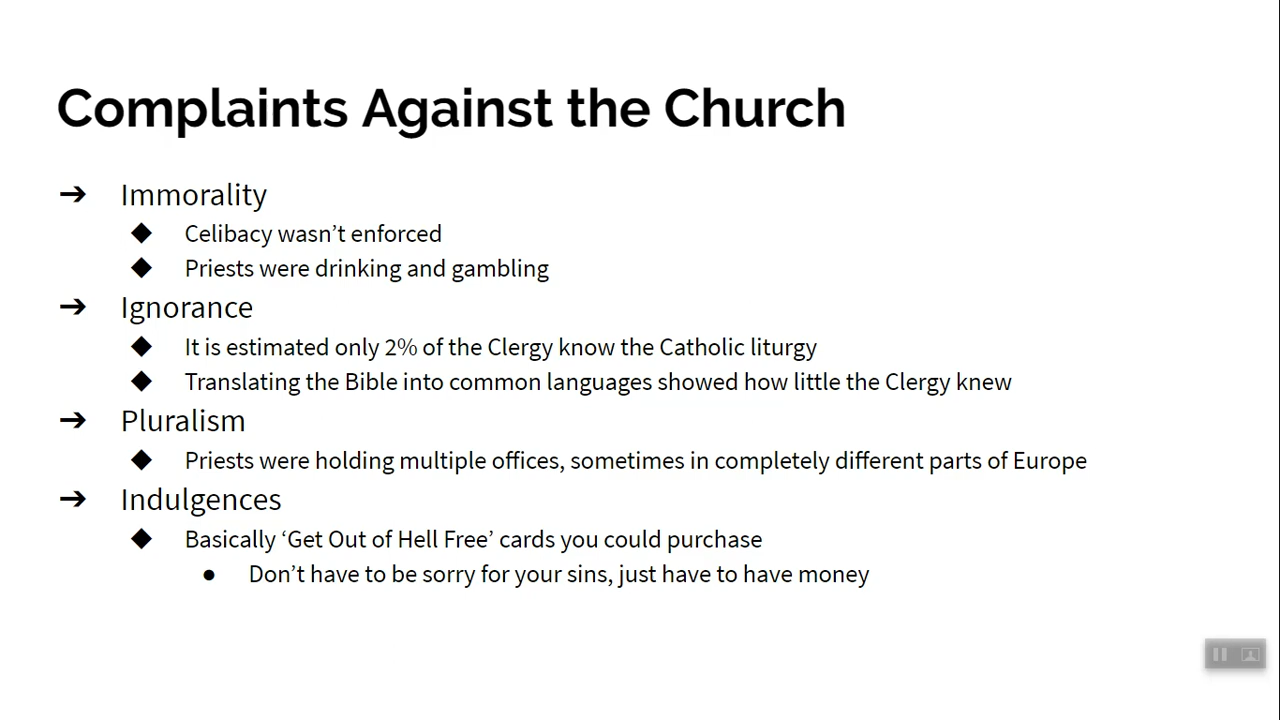 Complaints Against the Church
➔ Immorality
◆ Celibacy wasn’t enforced
◆ Priests were drinking and gambling
➔ Ignorance
◆ It is estimated only 2% of the Clergy know the Catholic liturgy
◆ Translating the Bible into common languages showed how little the Clergy knew
➔ Pluralism
◆ Priests were holding multiple offices, sometimes in completely different parts of Europe
➔ Indulgences
◆ Basically ‘Get Out of Hell Free’ cards you could purchase
● Don’t have to be sorry for your sins, just have to have money